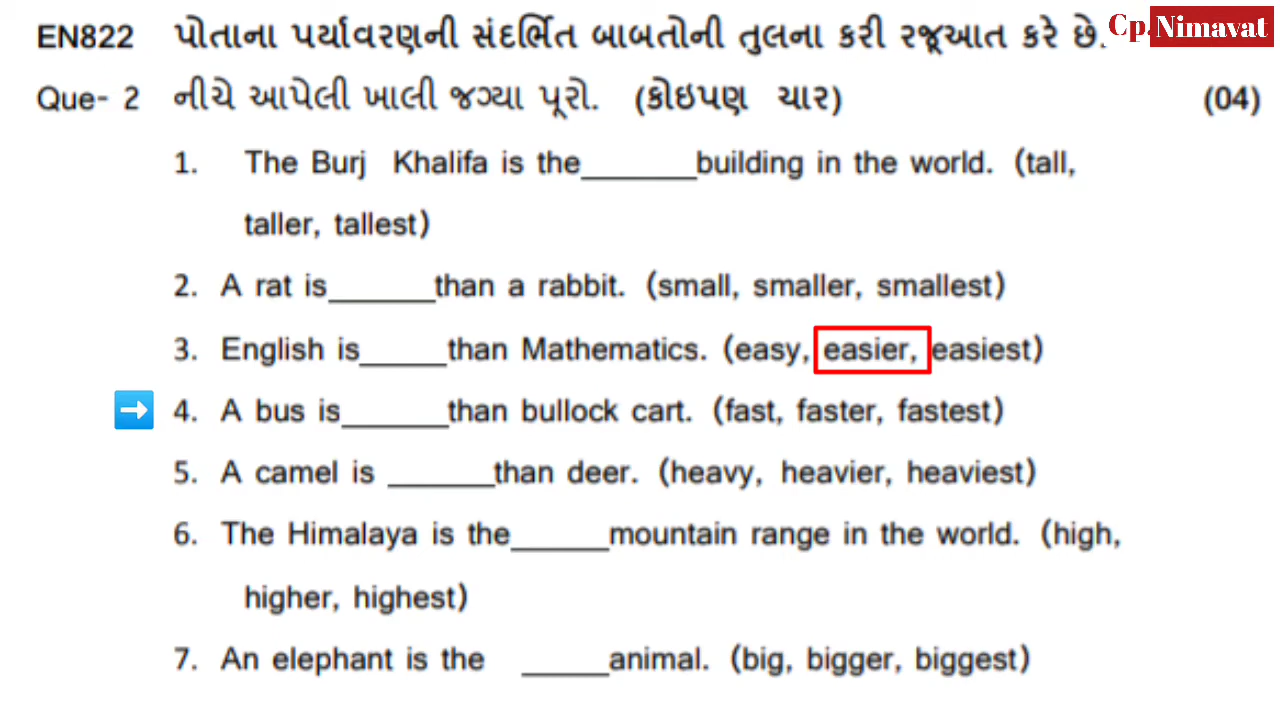 EN822 પોતાના પર્યાવરણની સંદર્ભિત બાબતોની તુલના કરી રજૂઆત કરે છે. Cp. Nimavat
Que- 2 નીચે આપેલી ખાલી જગ્યા પૂરો. (કોઇપણ ચાર) (04)
1. The Burj Khalifa is the_______building in the world. (tall,
taller, tallest)
2. A rat is_______than a rabbit. (small, smaller, smallest)
3. English is______than Mathematics. (easy, easier, easiest)
4. A bus is_______than bullock cart. (fast, faster, fastest)
5. A camel is _______than deer. (heavy, heavier, heaviest)
6. The Himalaya is the______mountain range in the world. (high,
higher, highest)
7. An elephant is the ______animal. (big, bigger, biggest)